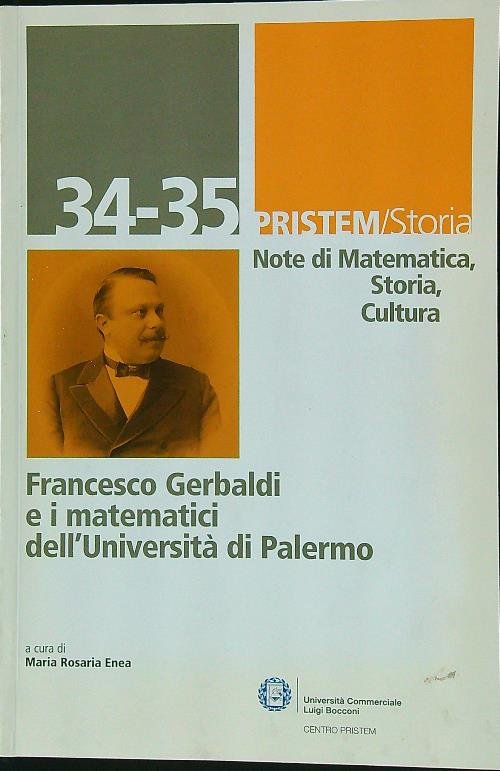 34-35
PRISTEM/Storia
Note di Matematica,
Storia,
Cultura
Francesco Gerbaldi
e i matematici
dell'Università di Palermo
a cura di
Maria Rosaria Enea
Università Commerciale
Luigi Bocconi
CENTRO PRISTEM